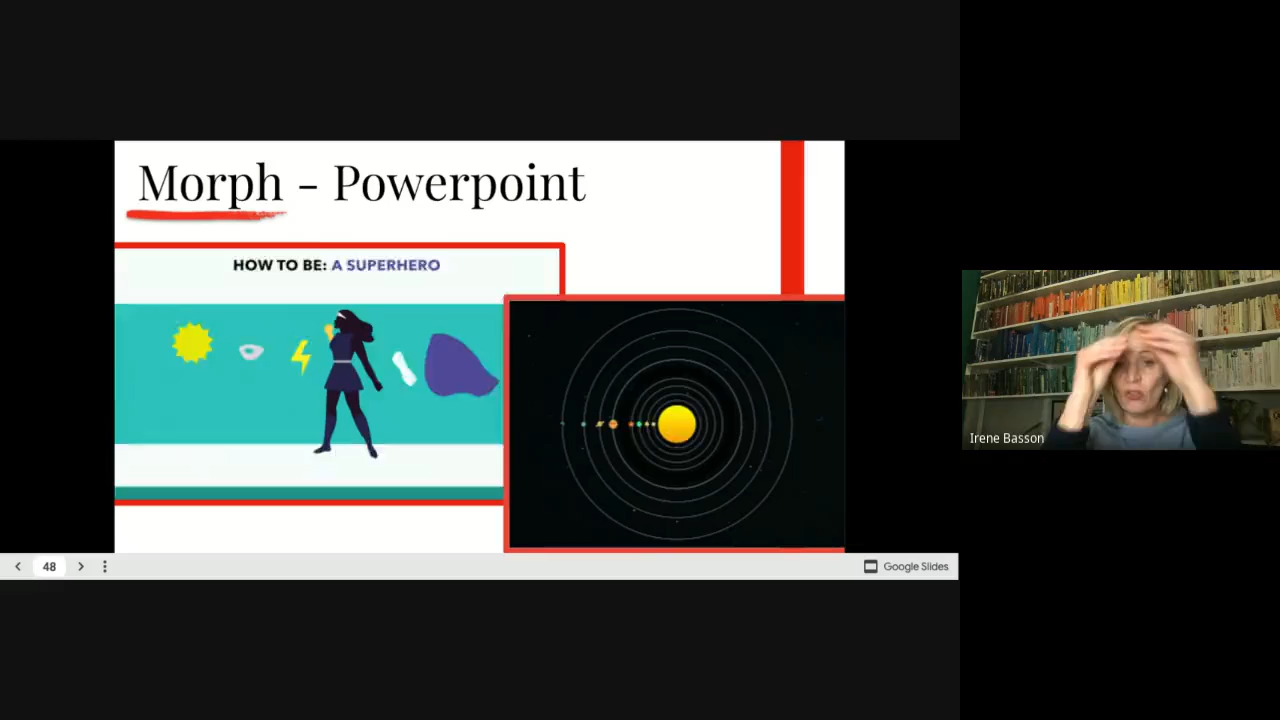 Morph - Powerpoint
HOW TO BE: A SUPERHERO
Irene Basson
48
Google Slides